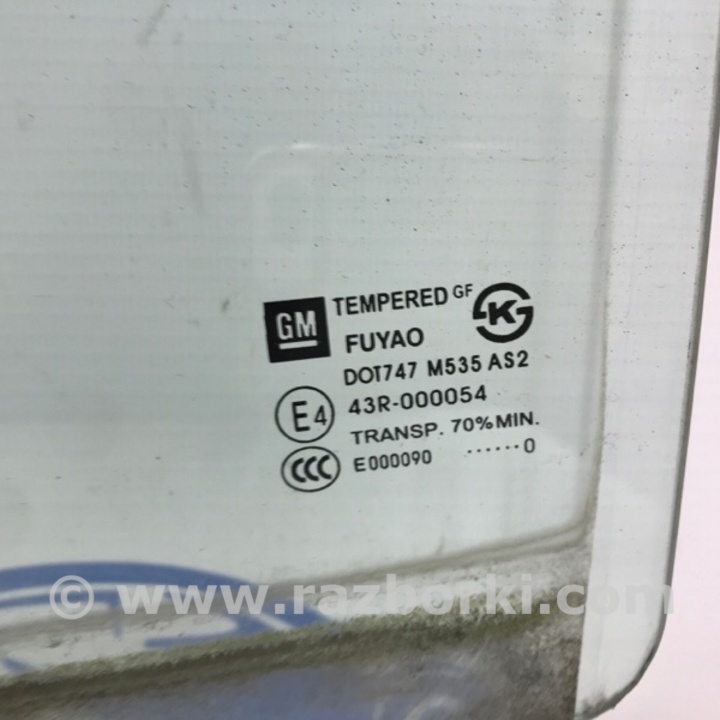 GM TEMPERED GF K
FUYAO
DOT747 M535 AS2
E4 43R-000054
TRANSP. 70% MIN.
CCC E000090 ......0
© www.razborki.com